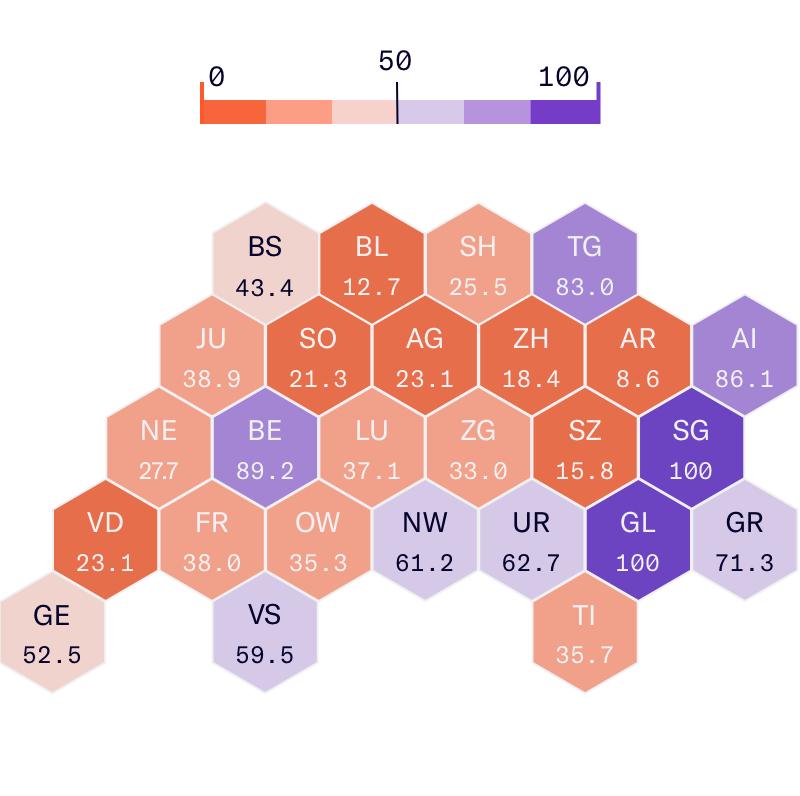 0 50 100
BS BL SH TG
43.4 12.7 25.5 83.0
JU SO AG ZH AR AI
38.9 21.3 23.1 18.4 8.6 86.1
NE BE LU ZG SZ SG
27.7 89.2 37.1 33.0 15.8 100
VD FR OW NW UR GL GR
23.1 38.0 35.3 61.2 62.7 100 71.3
GE VS TI
52.5 59.5 35.7